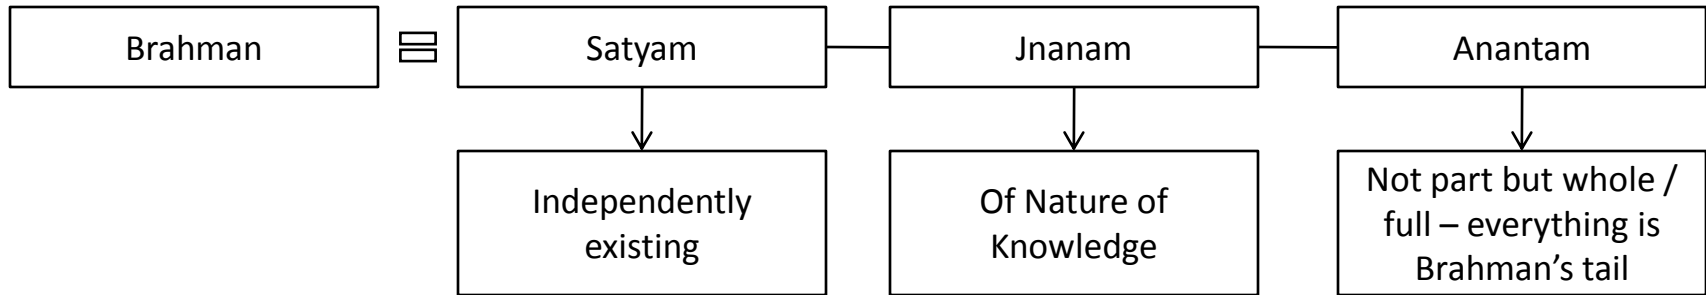 Brahman = Satyam Jnanam Anantam
Independently
existing
Of Nature of
Knowledge
Not part but whole /
full – everything is
Brahman’s tail